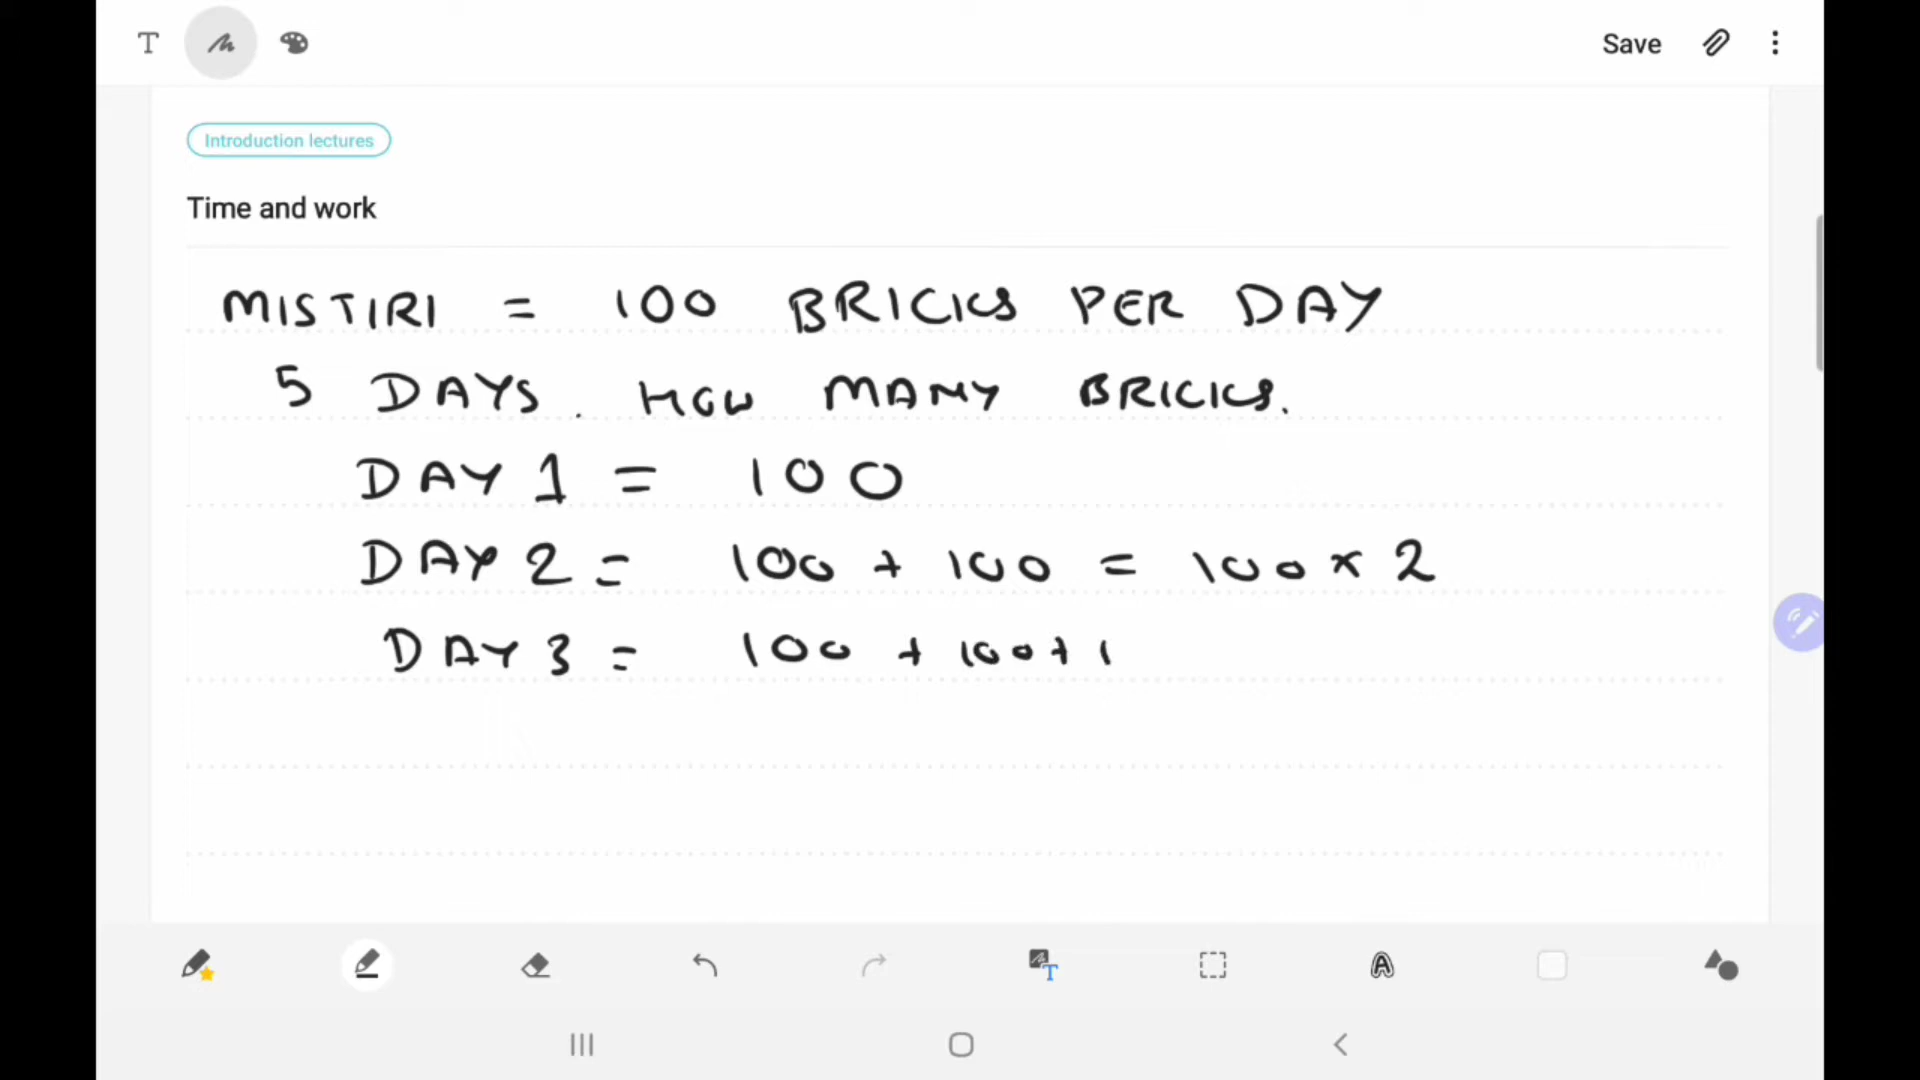 T Save
Introduction lectures
Time and work
MISTIRI = 100 BRICKS PER DAY
5 DAYS. HOW MANY BRICKS.
DAY 1 = 100
DAY 2 = 100 + 100 = 100 x 2
DAY 3 = 100 + 100 + 1